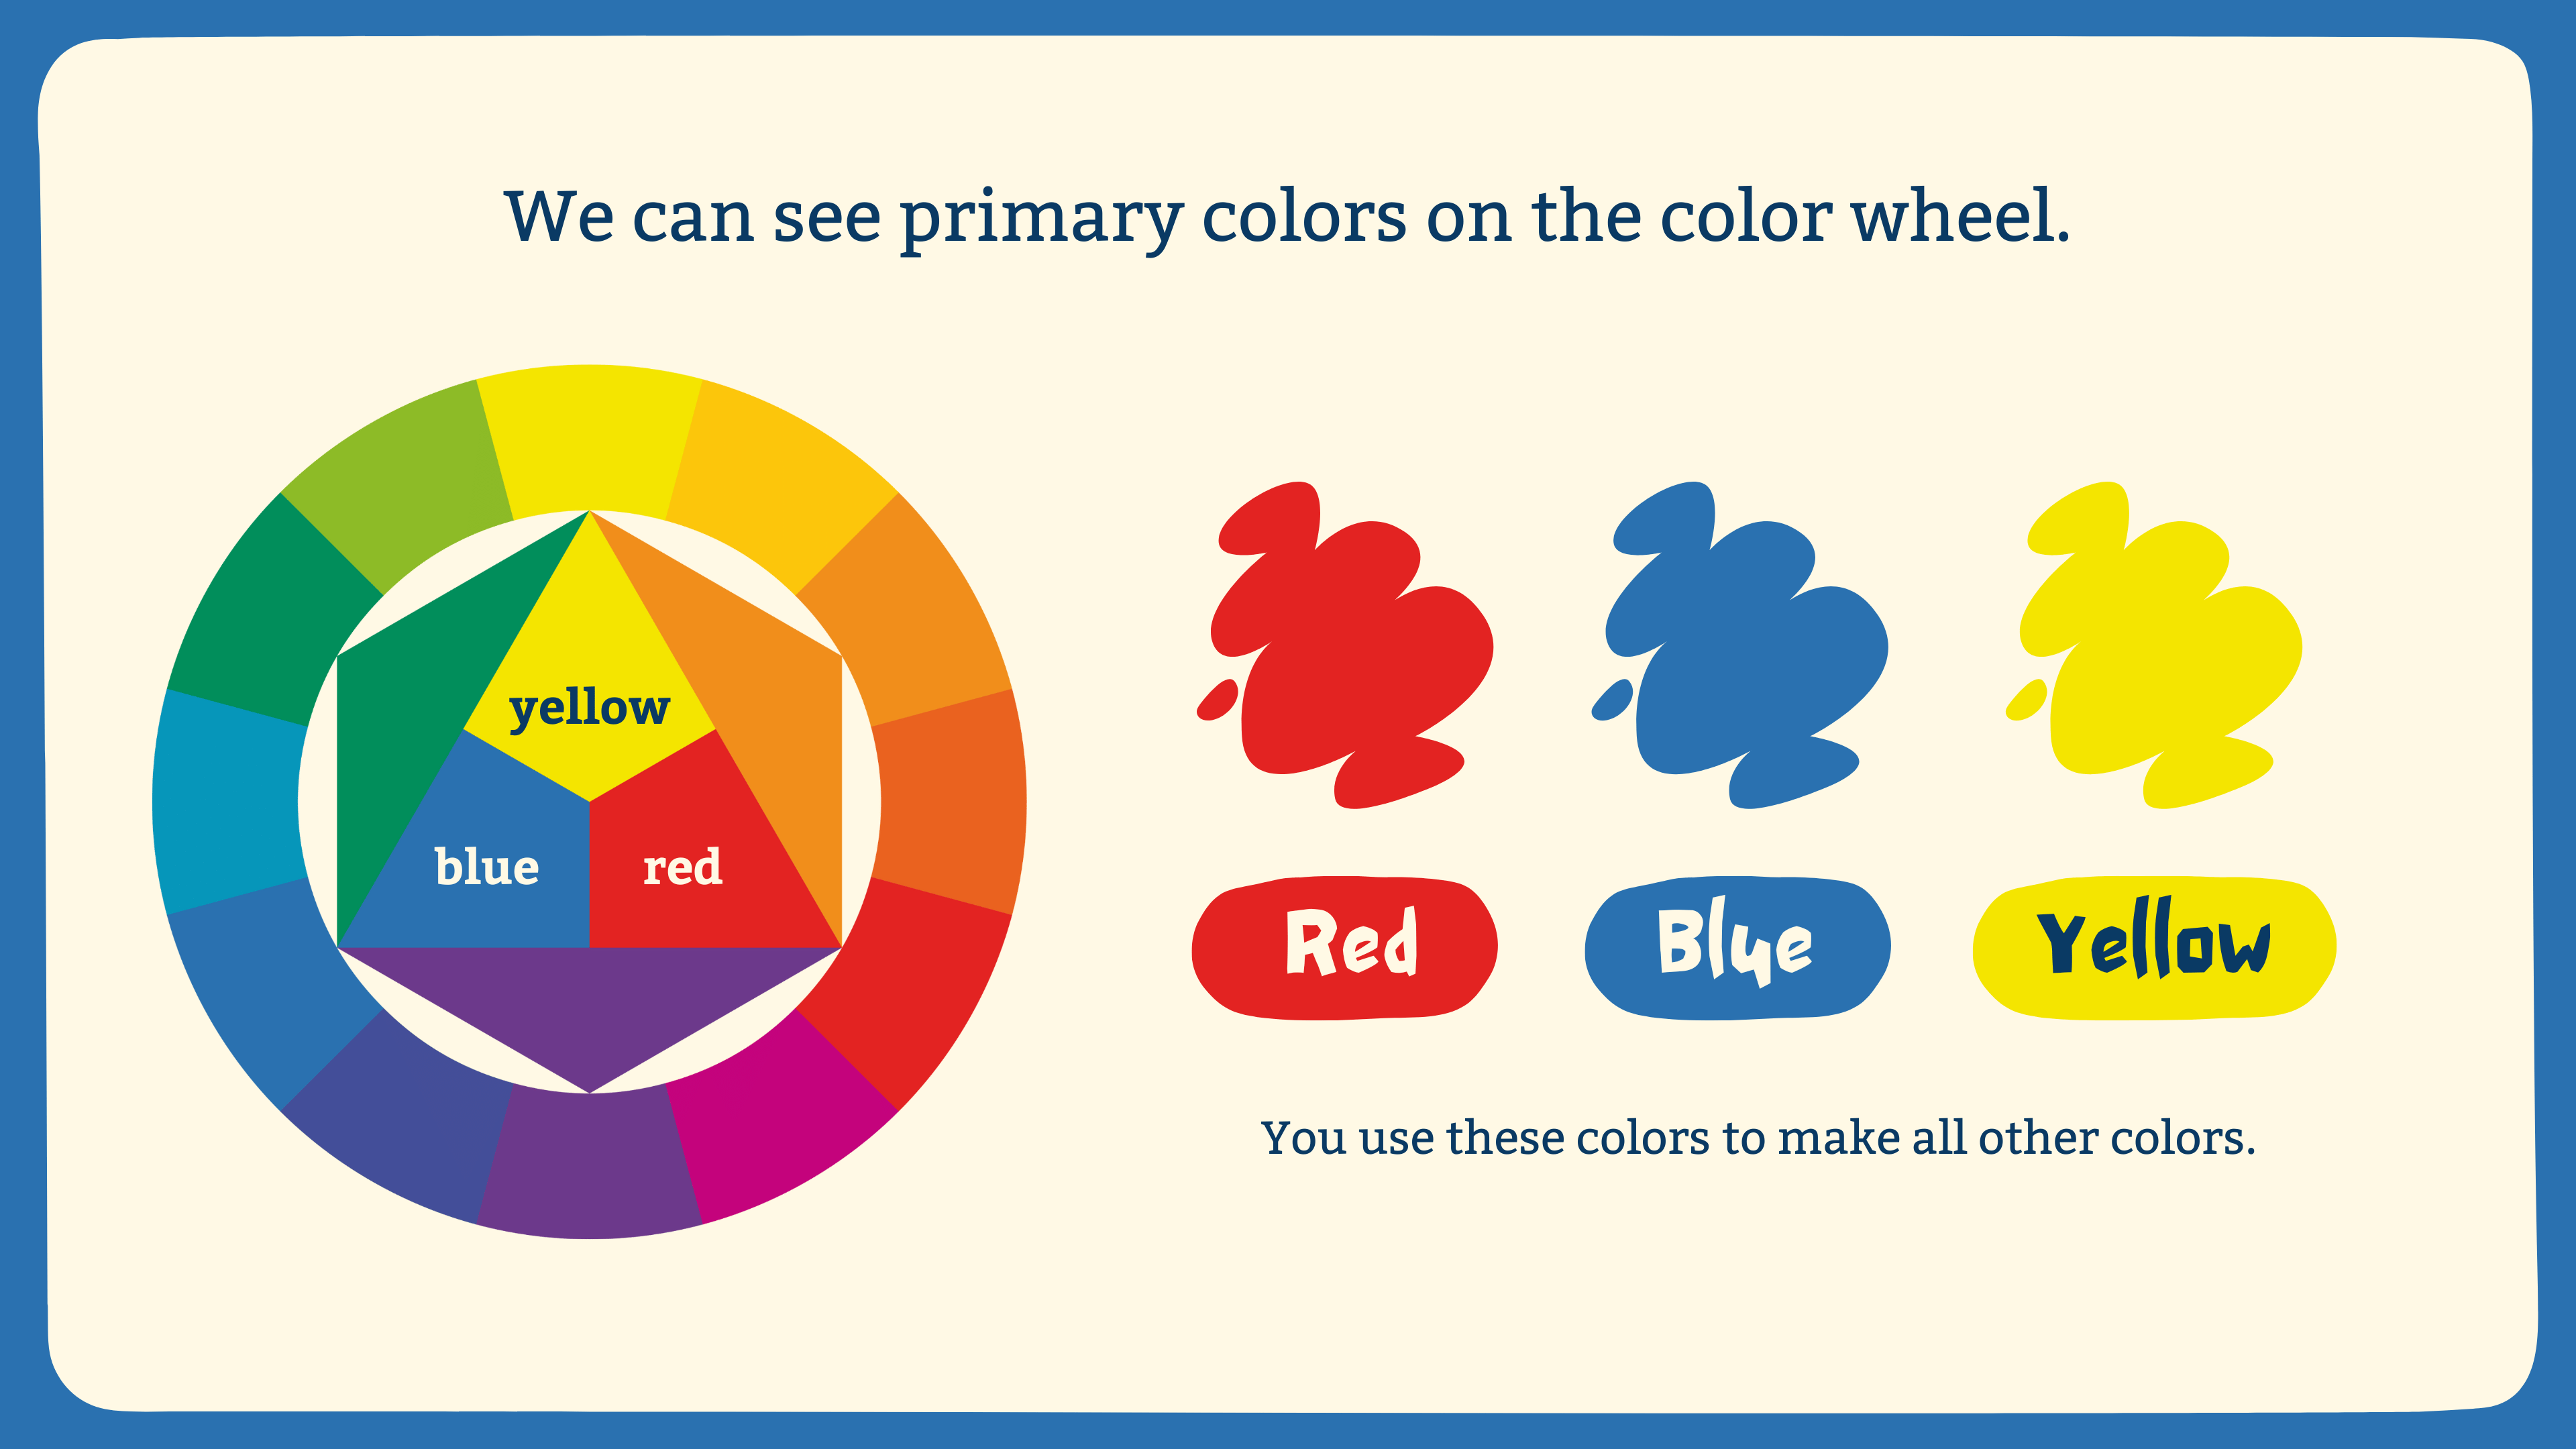 We can see primary colors on the color wheel.
yellow
blue
red
Red
Blue
Yellow
You use these colors to make all other colors.